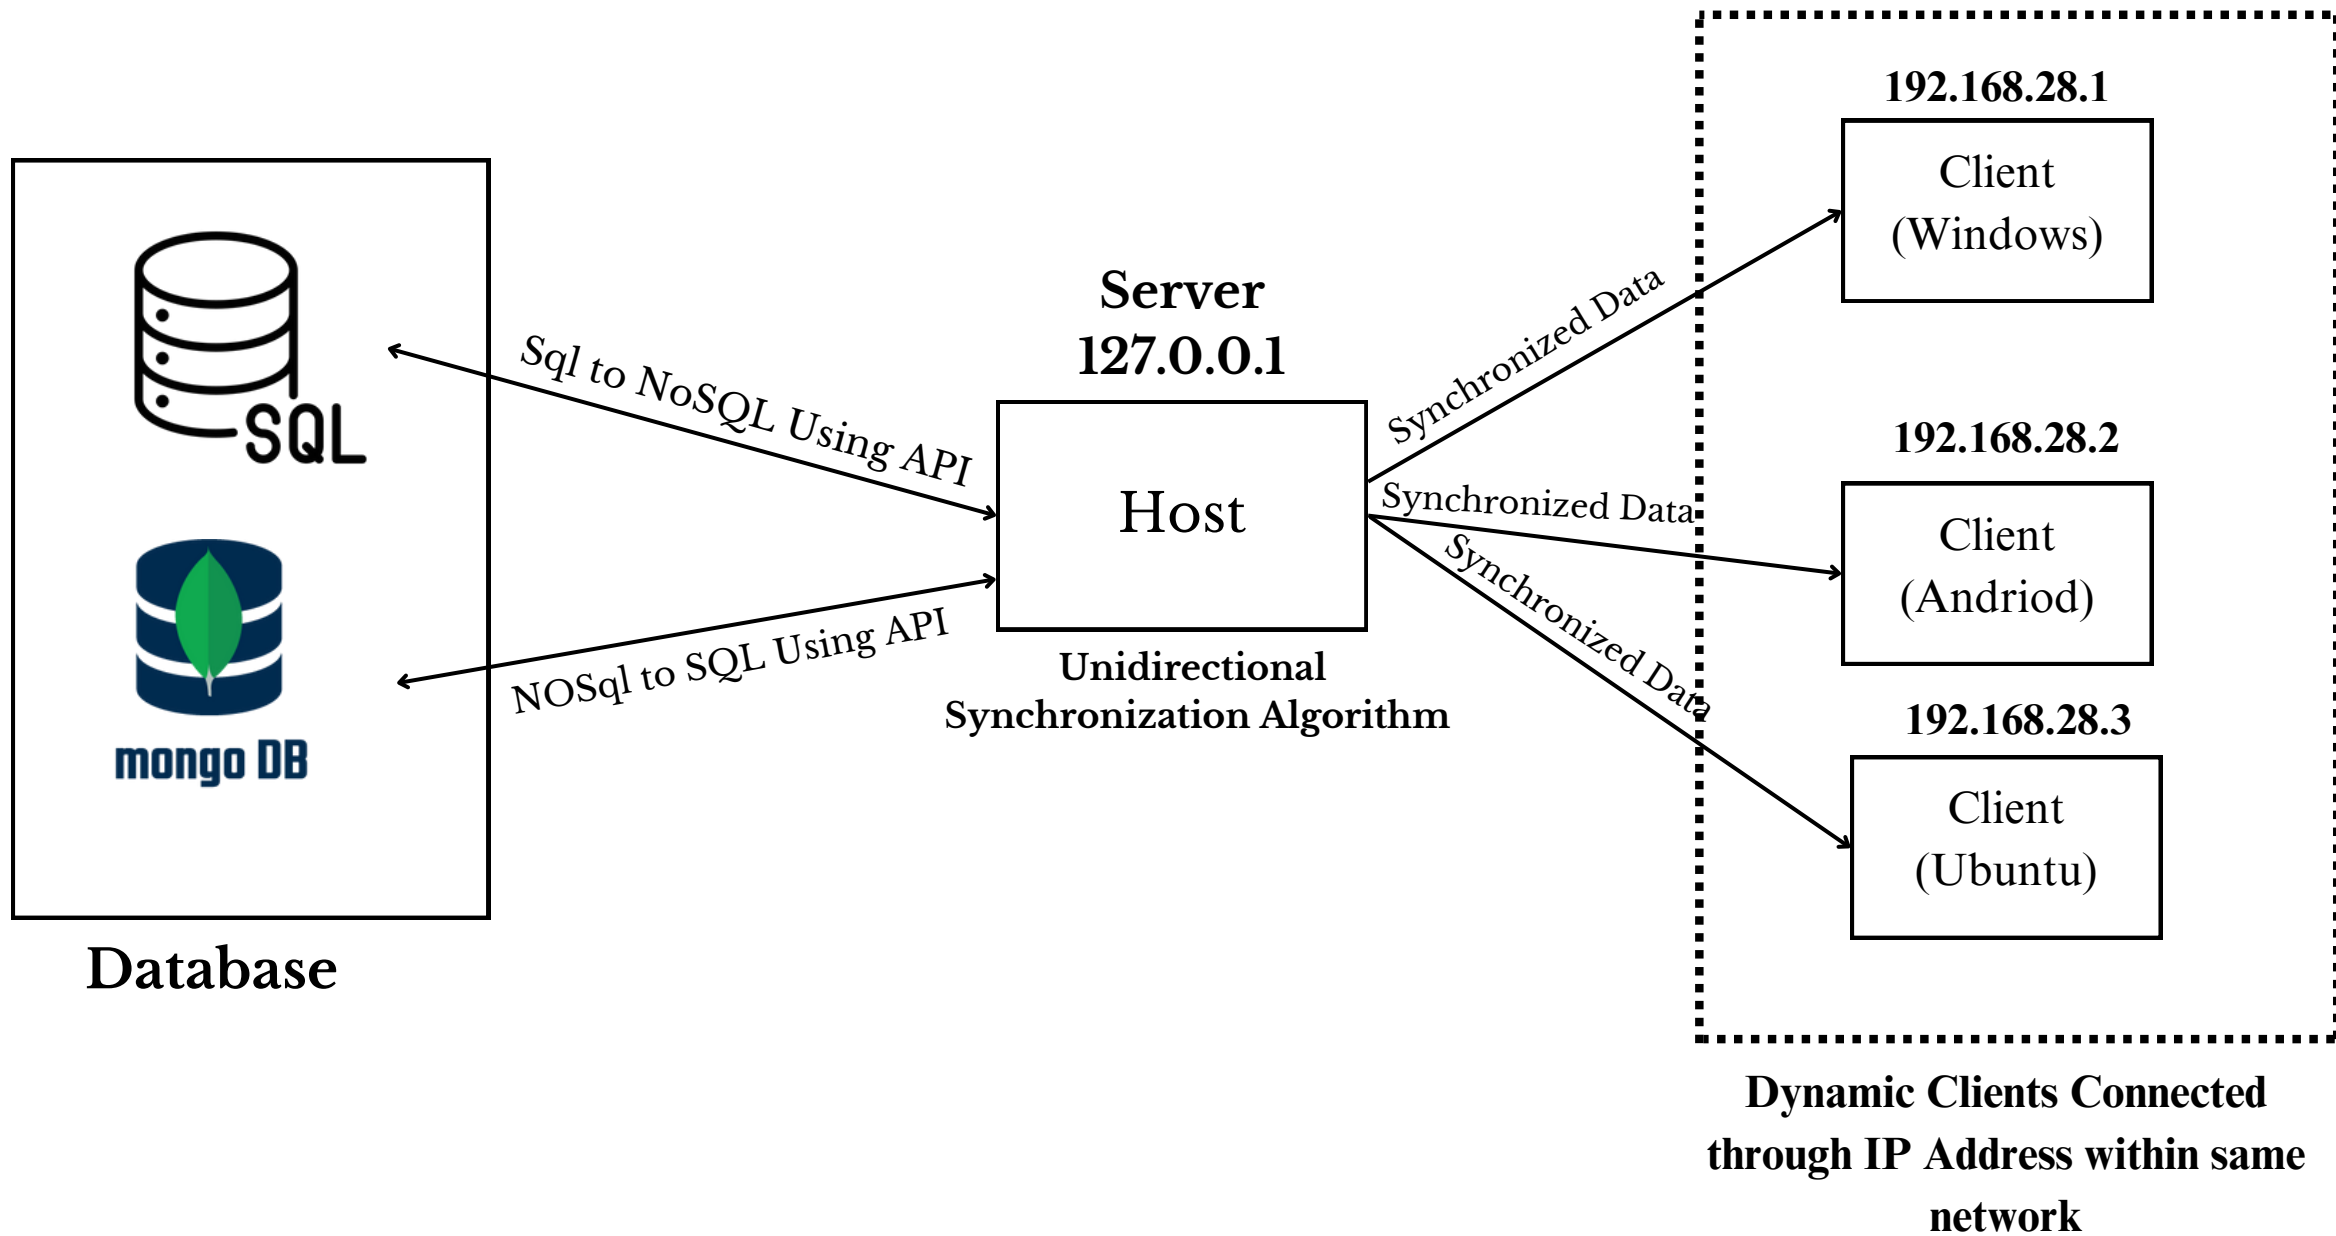 SQL
mongo DB
Database
Sql to NoSQL Using API
NOSql to SQL Using API
Server
127.0.0.1
Host
Unidirectional
Synchronization Algorithm
Synchronized Data
Synchronized Data
Synchronized Data
192.168.28.1
Client
(Windows)
192.168.28.2
Client
(Andriod)
192.168.28.3
Client
(Ubuntu)
Dynamic Clients Connected
through IP Address within same
network